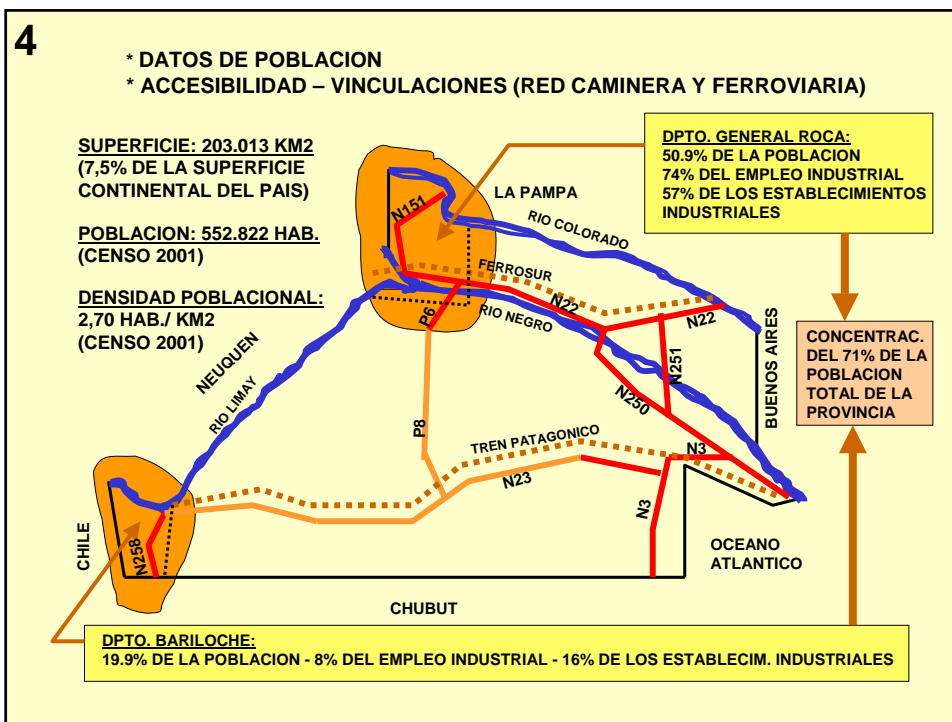 4
* DATOS DE POBLACION
* ACCESIBILIDAD – VINCULACIONES (RED CAMINERA Y FERROVIARIA)
SUPERFICIE: 203.013 KM2
(7,5% DE LA SUPERFICIE
CONTINENTAL DEL PAIS)
POBLACION: 552.822 HAB.
(CENSO 2001)
DENSIDAD POBLACIONAL:
2,70 HAB./ KM2
(CENSO 2001)
DPTO. GENERAL ROCA:
50.9% DE LA POBLACION
74% DEL EMPLEO INDUSTRIAL
57% DE LOS ESTABLECIMIENTOS
INDUSTRIALES
CONCENTRAC.
DEL 71% DE LA
POBLACION
TOTAL DE LA
PROVINCIA
LA PAMPA
N151
RIO COLORADO
FERROSUR
N22
N22
P6
RIO NEGRO
N251
BUENOS AIRES
NEUQUEN
RIO LIMAY
N250
P8
TREN PATAGONICO
N3
N23
N3
CHILE
N258
OCEANO
ATLANTICO
CHUBUT
DPTO. BARILOCHE:
19.9% DE LA POBLACION - 8% DEL EMPLEO INDUSTRIAL - 16% DE LOS ESTABLECIM. INDUSTRIALES